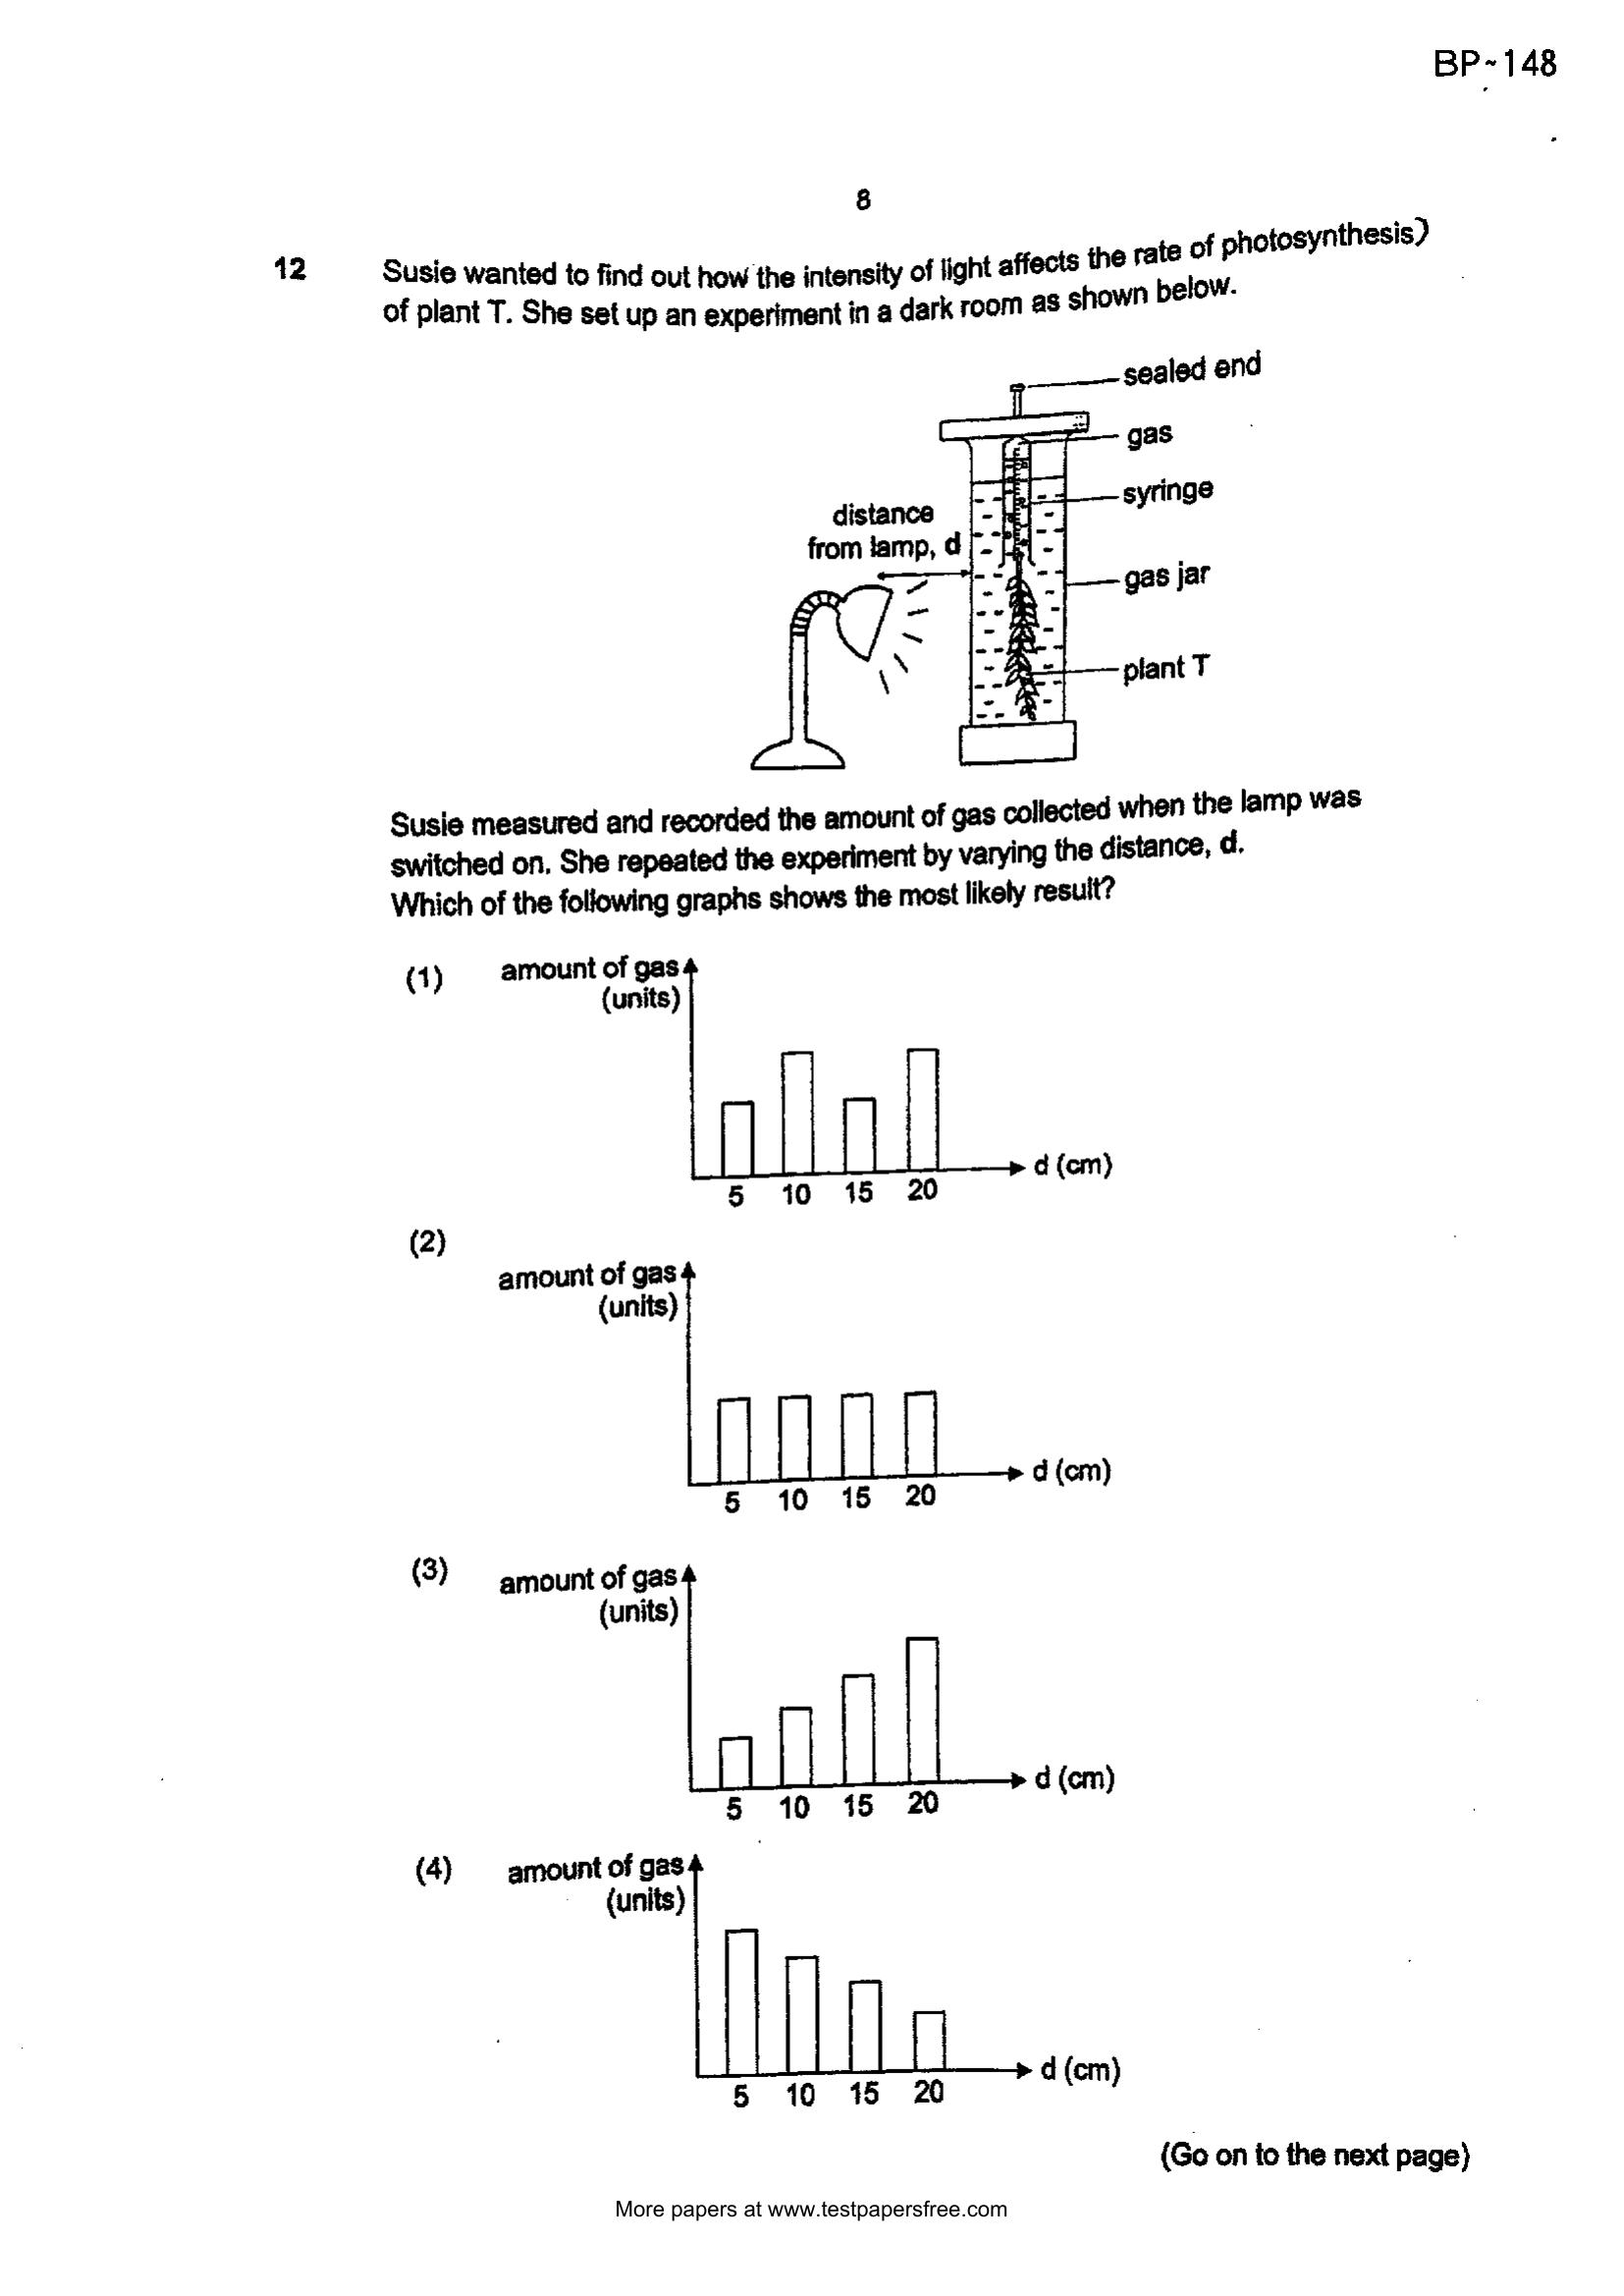 BP~148
8
12 Susie wanted to find out how the intensity of light affects the rate of photosynthesis)
of plant T. She set up an experiment in a dark room as shown below.
sealed end
gas
syringe
distance
from lamp, d
gas jar
plant T
Susie measured and recorded the amount of gas collected when the lamp was
switched on. She repeated the experiment by varying the distance, d.
Which of the following graphs shows the most likely result?
(1) amount of gas
(units)
d (cm)
5 10 15 20
(2)
amount of gas
(units)
d (cm)
5 10 15 20
(3) amount of gas
(units)
d (cm)
5 10 15 20
(4) amount of gas
(units)
d (cm)
5 10 15 20
(Go on to the next page)
More papers at www.testpapersfree.com